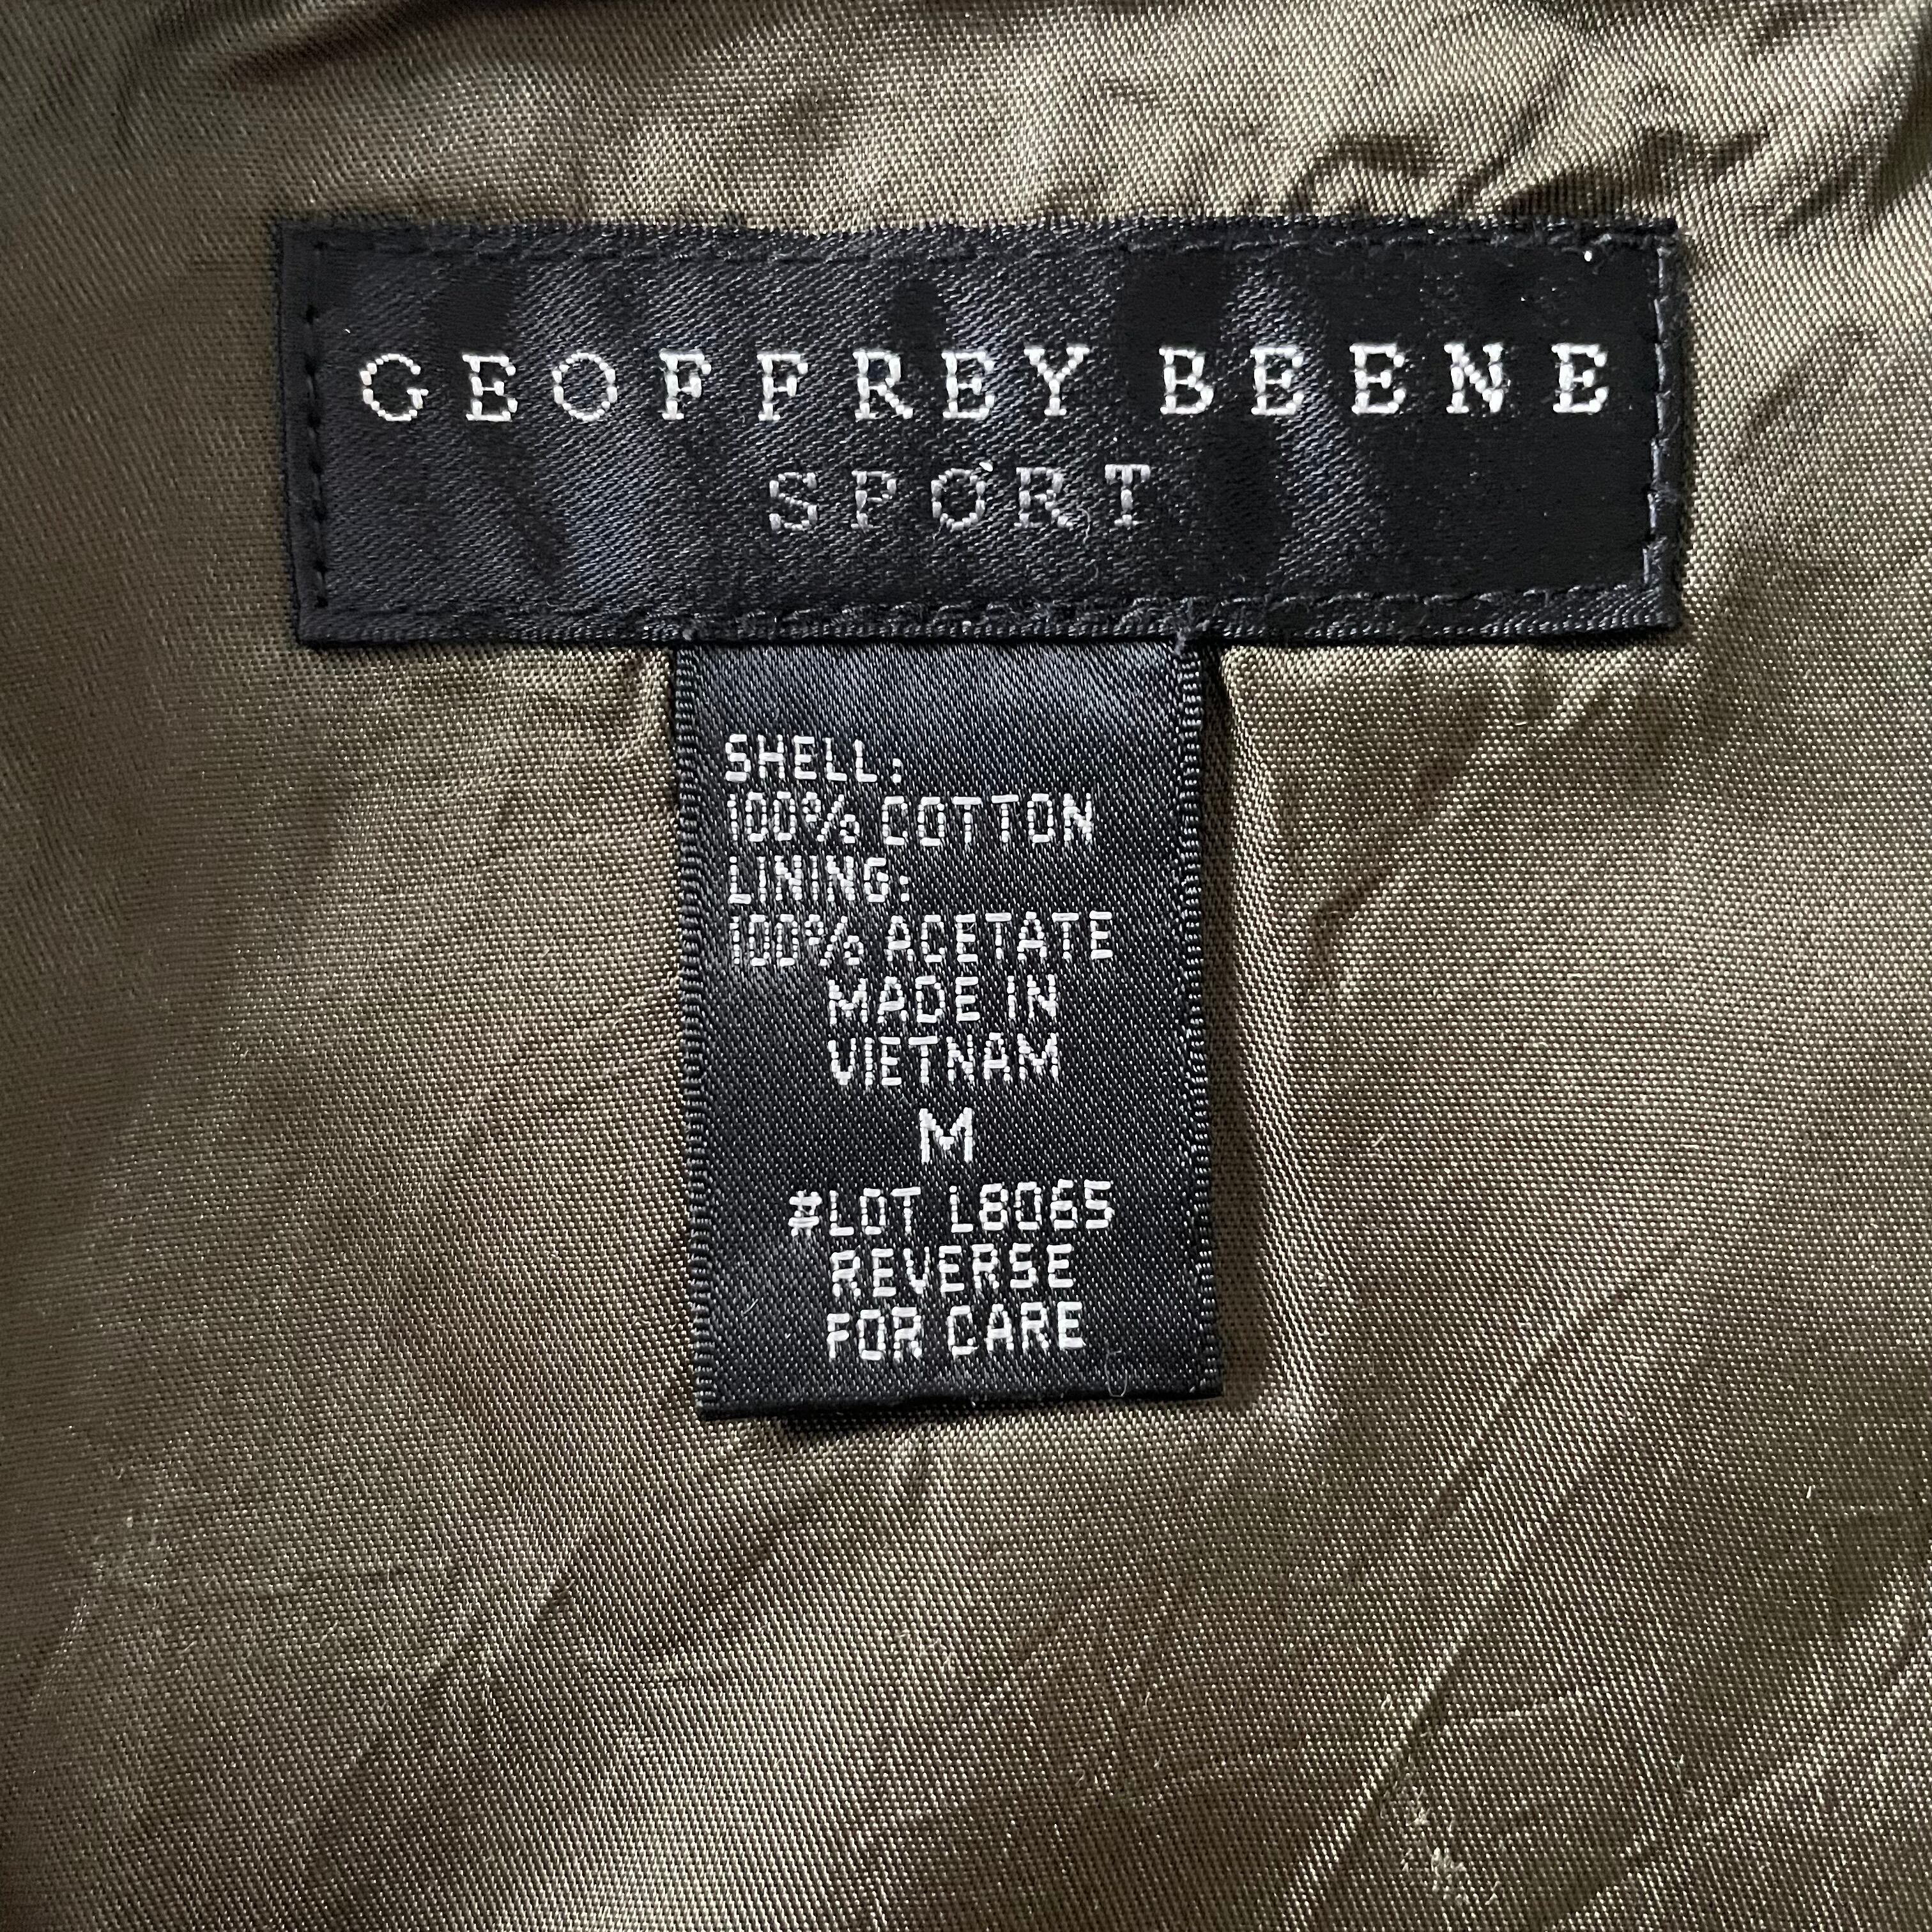 GEOFFREY BEENE
SPORT
SHELL:
100% COTTON
LINING:
100% ACETATE
MADE IN
VIETNAM
M
#LOT L8065
REVERSE
FOR CARE